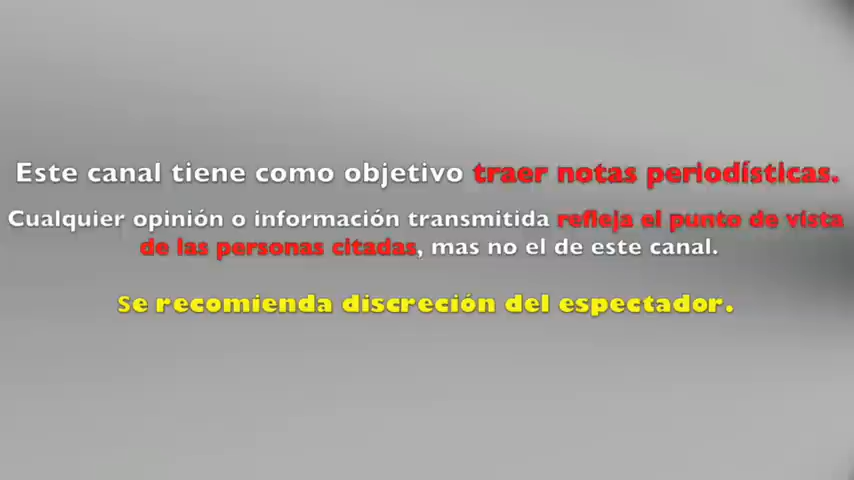 Este canal tiene como objetivo traer notas periodísticas.
Cualquier opinión o información transmitida refleja el punto de vista
de las personas citadas, mas no el de este canal.
Se recomienda discreción del espectador.